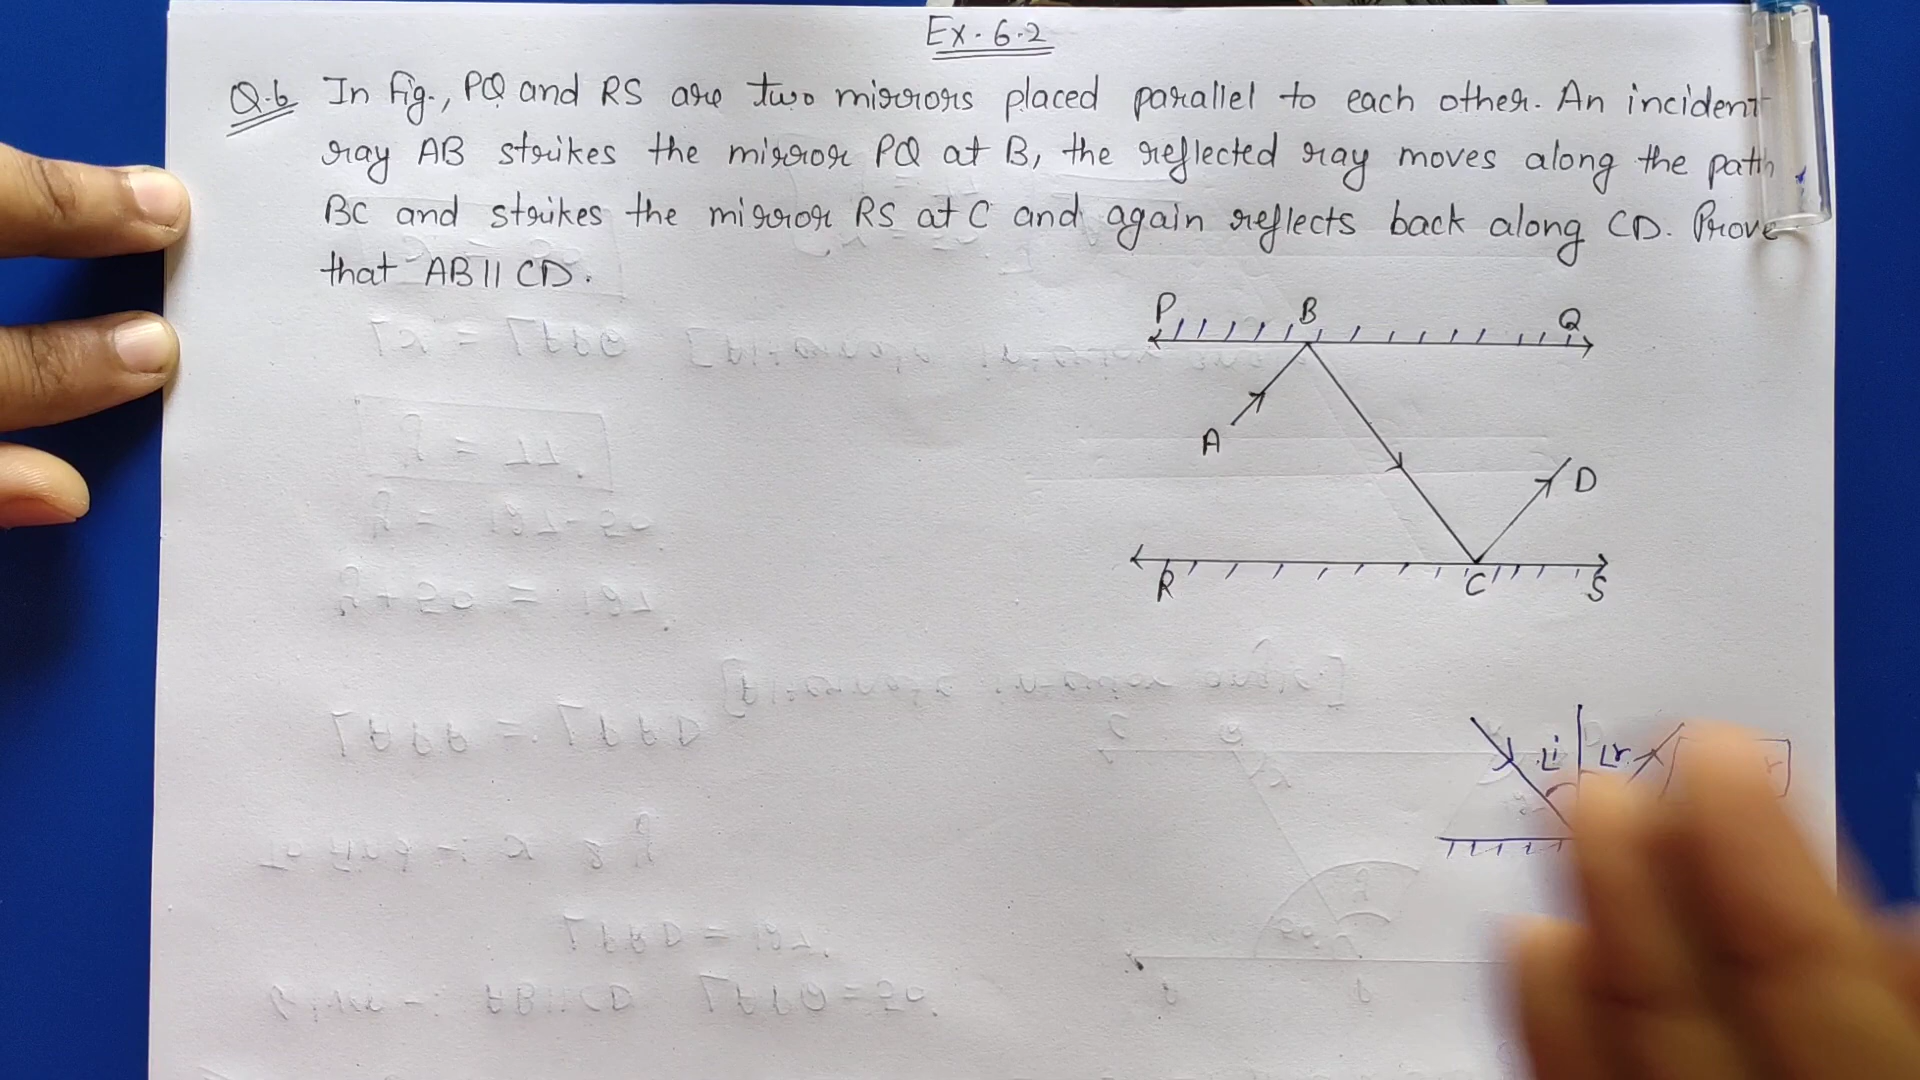 Ex. 6.2
Q.6 In fig., PQ and RS are two mirrors placed parallel to each other. An incident
ray AB strikes the mirror PQ at B, the reflected ray moves along the path
BC and strikes the mirror RS at C and again reflects back along CD. Prove
that AB || CD.
P B Q
A
D
R C S
∠i ∠r